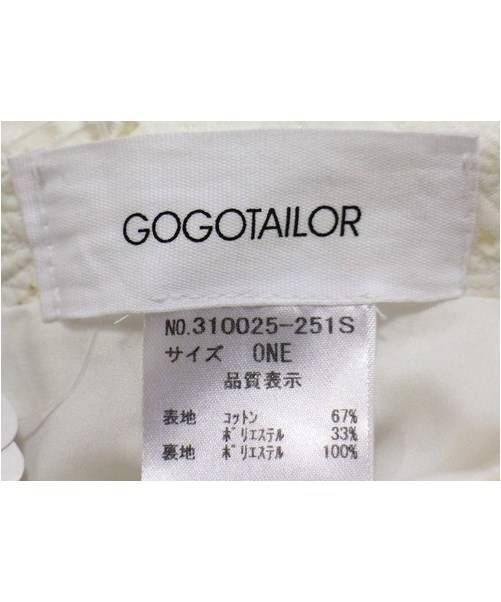 GOGOTAILOR
NO.310025-251S
サイズ ONE
品質表示
表地 コットン 67%
ポリエステル 33%
裏地 ポリエステル 100%